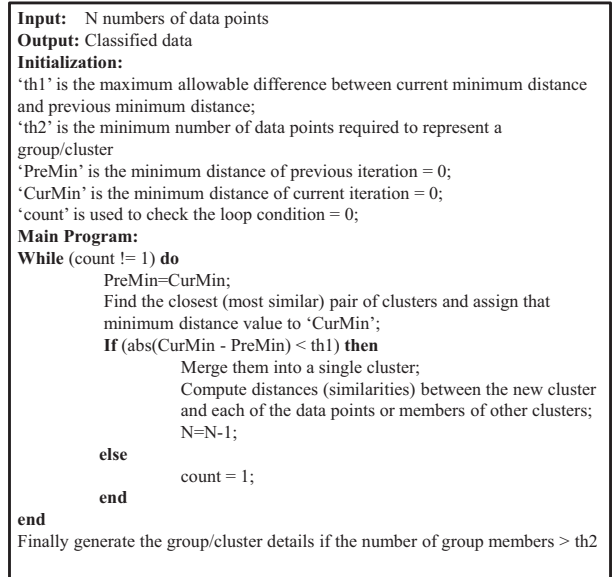 Input: N numbers of data points
Output: Classified data
Initialization:
‘th1’ is the maximum allowable difference between current minimum distance
and previous minimum distance;
‘th2’ is the minimum number of data points required to represent a
group/cluster
‘PreMin’ is the minimum distance of previous iteration = 0;
‘CurMin’ is the minimum distance of current iteration = 0;
‘count’ is used to check the loop condition = 0;
Main Program:
While (count != 1) do
PreMin=CurMin;
Find the closest (most similar) pair of clusters and assign that
minimum distance value to ‘CurMin’;
If (abs(CurMin - PreMin) < th1) then
Merge them into a single cluster;
Compute distances (similarities) between the new cluster
and each of the data points or members of other clusters;
N=N-1;
else
count = 1;
end
end
Finally generate the group/cluster details if the number of group members > th2